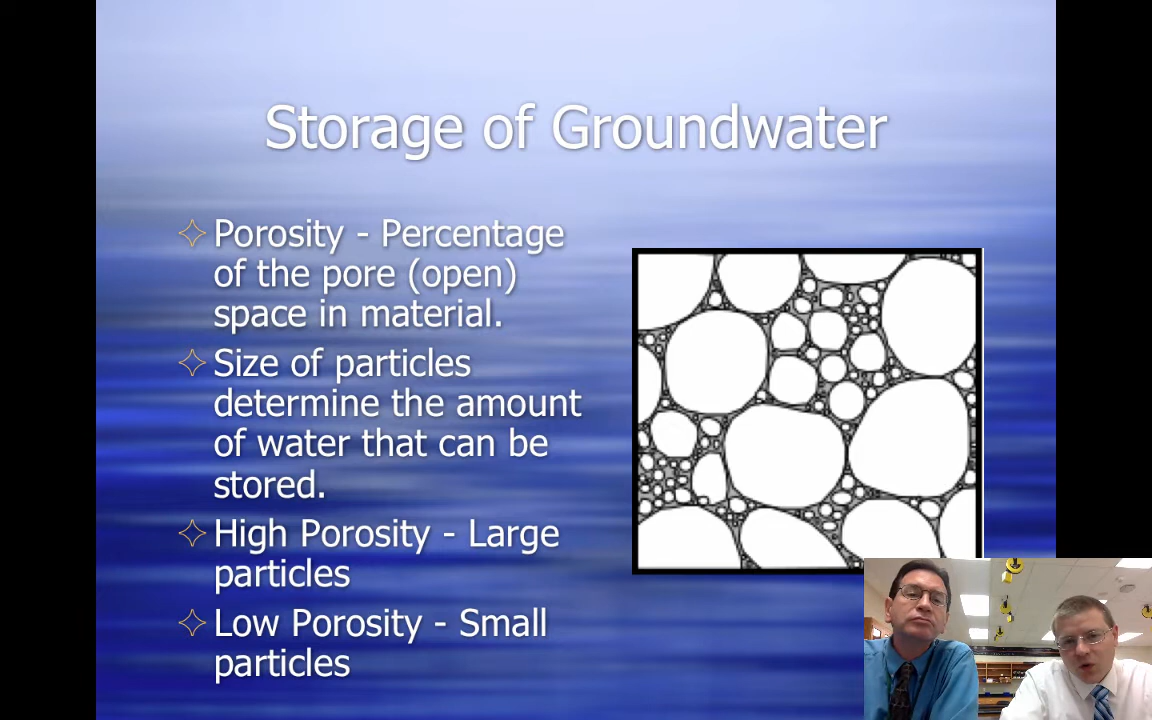 Storage of Groundwater
Porosity - Percentage
of the pore (open)
space in material.
Size of particles
determine the amount
of water that can be
stored.
High Porosity - Large
particles
Low Porosity - Small
particles